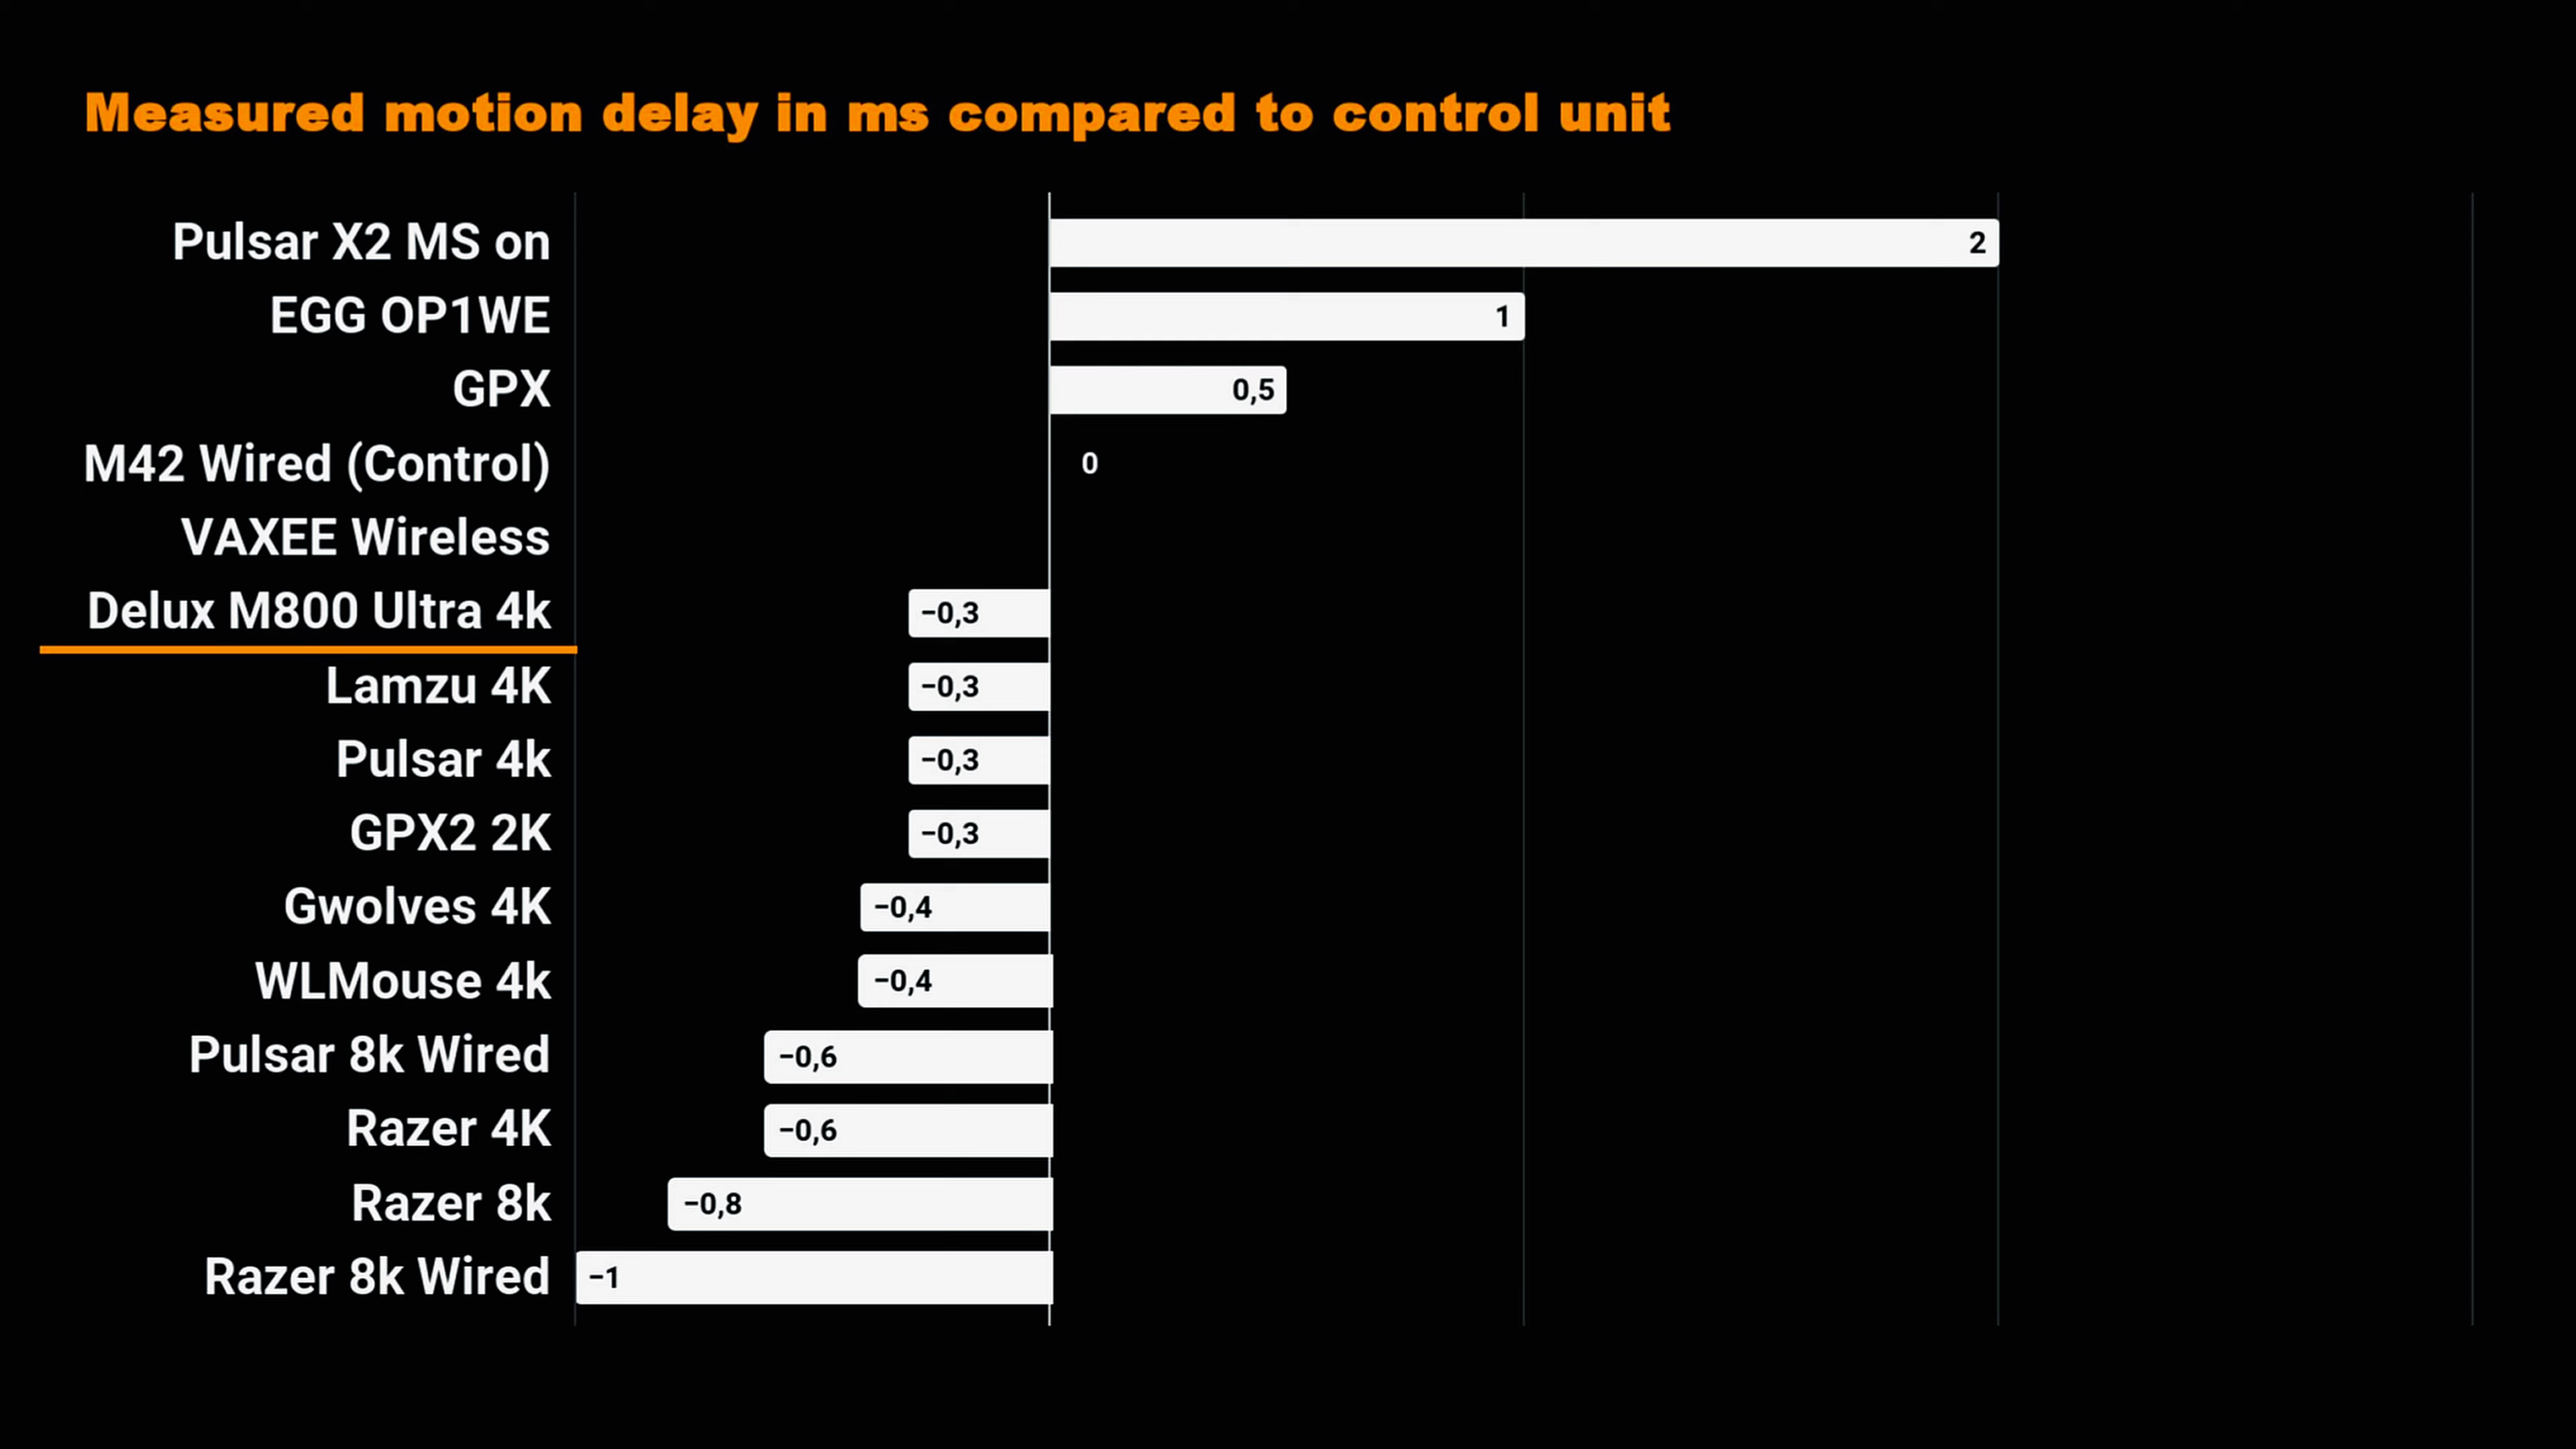 Measured motion delay in ms compared to control unit
Pulsar X2 MS on 2
EGG OP1WE 1
GPX 0,5
M42 Wired (Control) 0
VAXEE Wireless
Delux M800 Ultra 4k −0,3
Lamzu 4K −0,3
Pulsar 4k −0,3
GPX2 2K −0,3
Gwolves 4K −0,4
WLMouse 4k −0,4
Pulsar 8k Wired −0,6
Razer 4K −0,6
Razer 8k −0,8
Razer 8k Wired −1